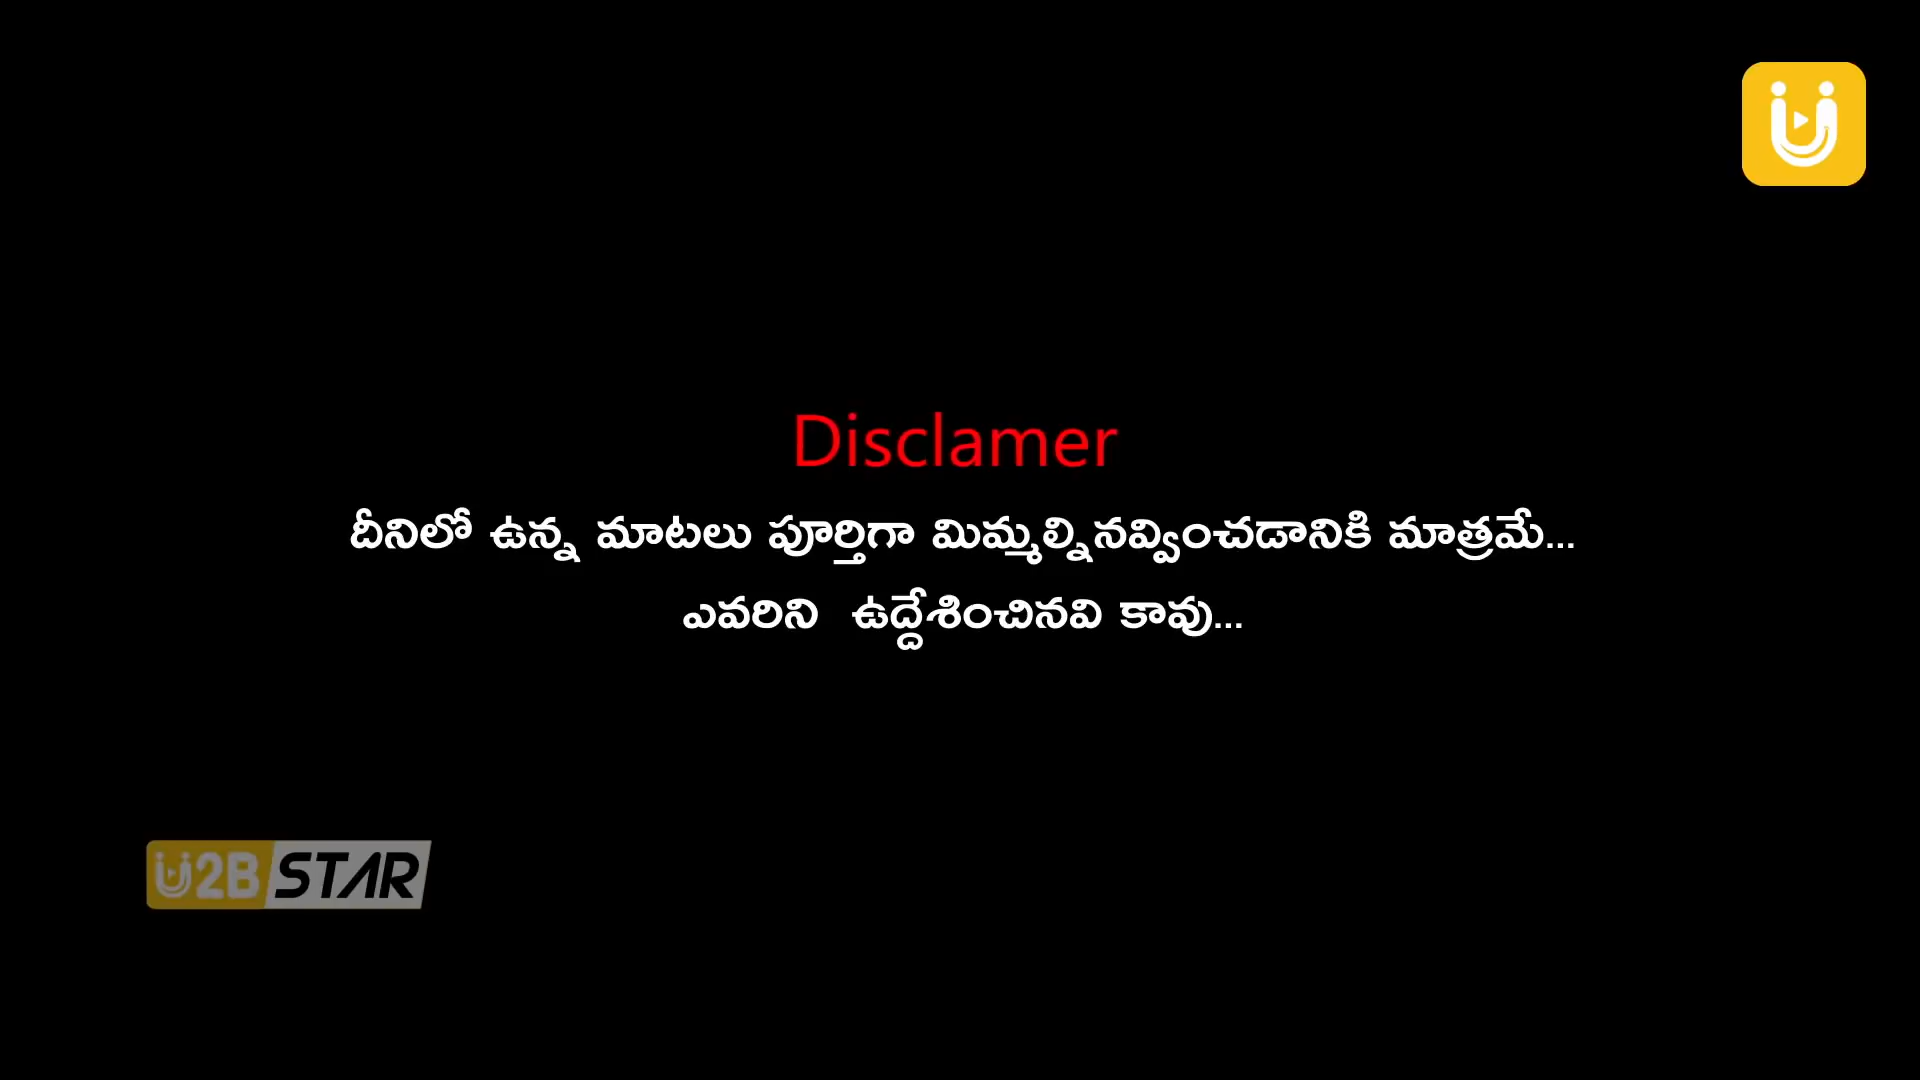 Disclamer
దీనిలో ఉన్న మాటలు పూర్తిగా మిమ్మల్నినవ్వించడానికి మాత్రమే...
ఎవరిని ఉద్దేశించినవి కావు...
U2B STAR